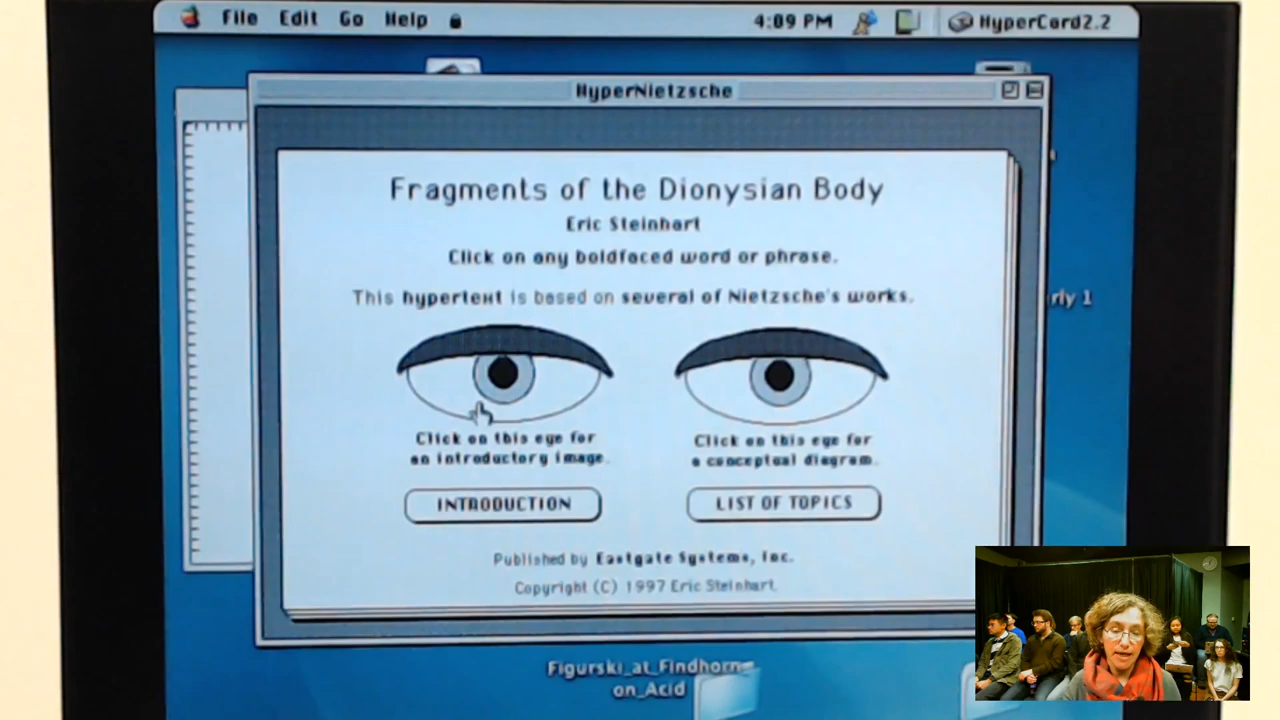 File Edit Go Help 4:09 PM HyperCard2.2
HyperNietzsche
Fragments of the Dionysian Body
Eric Steinhart
Click on any boldfaced word or phrase.
This hypertext is based on several of Nietzsche's works.
rly 1
Click on this eye for
an introductory image.
Click on this eye for
a conceptual diagram.
INTRODUCTION
LIST OF TOPICS
Published by Eastgate Systems, Inc.
Copyright (C) 1997 Eric Steinhart.
Figurski_at_Findhorn
on_Acid